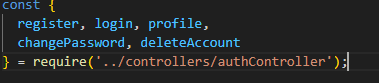 const {
  register, login, profile,
  changePassword, deleteAccount
} = require('../controllers/authController');